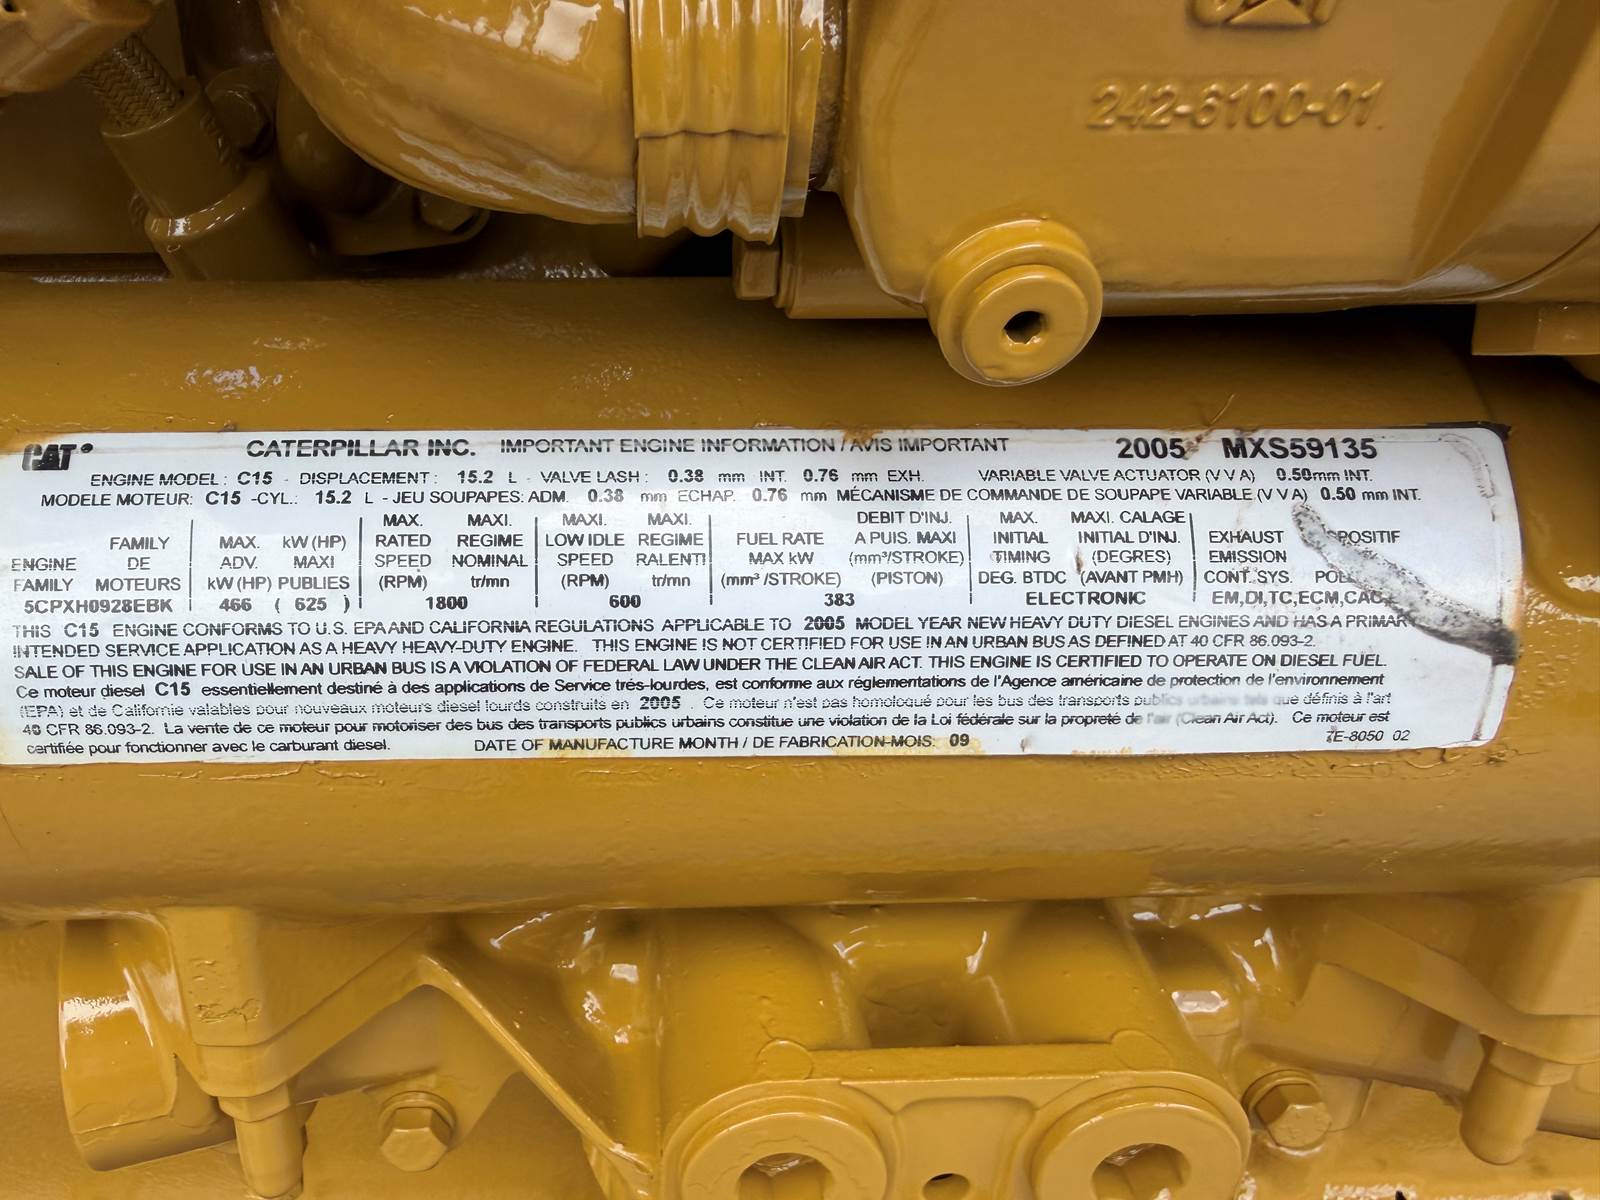 CAT
242-6100-01
CAT CATERPILLAR INC. IMPORTANT ENGINE INFORMATION / AVIS IMPORTANT 2005 MXS59135
ENGINE MODEL: C15 - DISPLACEMENT: 15.2 L - VALVE LASH: 0.38 mm INT. 0.76 mm EXH. VARIABLE VALVE ACTUATOR (V V A) 0.50mm INT.
MODELE MOTEUR: C15 -CYL.: 15.2 L - JEU SOUPAPES: ADM. 0.38 mm ECHAP. 0.76 mm MÉCANISME DE COMMANDE DE SOUPAPE VARIABLE (V V A) 0.50 mm INT.
MAX. MAXI. MAXI. MAXI. DEBIT D'INJ. MAX. MAXI. CALAGE
FAMILY MAX. kW (HP) RATED REGIME LOW IDLE REGIME FUEL RATE A PUIS. MAXI INITIAL INITIAL D'INJ. EXHAUST
ENGINE DE ADV. MAXI SPEED NOMINAL SPEED RALENTI MAX kW (mm³/STROKE) TIMING (DEGRES) EMISSION
FAMILY MOTEURS kW (HP) PUBLIES (RPM) tr/mn (RPM) tr/mn (mm³ /STROKE) (PISTON) DEG. BTDC (AVANT PMH) CONT. SYS.
5CPXH0928EBK 466 ( 625 ) 1800 600 383 ELECTRONIC EM,DI,TC,ECM,CAC
THIS C15 ENGINE CONFORMS TO U.S. EPA AND CALIFORNIA REGULATIONS APPLICABLE TO 2005 MODEL YEAR NEW HEAVY DUTY DIESEL ENGINES AND HAS A PRIMARY
INTENDED SERVICE APPLICATION AS A HEAVY HEAVY-DUTY ENGINE. THIS ENGINE IS NOT CERTIFIED FOR USE IN AN URBAN BUS AS DEFINED AT 40 CFR 86.093-2.
SALE OF THIS ENGINE FOR USE IN AN URBAN BUS IS A VIOLATION OF FEDERAL LAW UNDER THE CLEAN AIR ACT. THIS ENGINE IS CERTIFIED TO OPERATE ON DIESEL FUEL.
Ce moteur diesel C15 essentiellement destiné à des applications de Service très-lourdes, est conforme aux réglementations de l'Agence américaine de protection de l'environnement
(EPA) et de Californie valables pour nouveaux moteurs diesel lourds construits en 2005 . Ce moteur n'est pas homologué pour les bus des transports publics urbains tels que définis à l'art
40 CFR 86.093-2. La vente de ce moteur pour motoriser des bus des transports publics urbains constitue une violation de la Loi fédérale sur la propreté de l'air (Clean Air Act). Ce moteur est
certifiée pour fonctionner avec le carburant diesel. DATE OF MANUFACTURE MONTH / DE FABRICATION-MOIS: 09 7E-8050 02